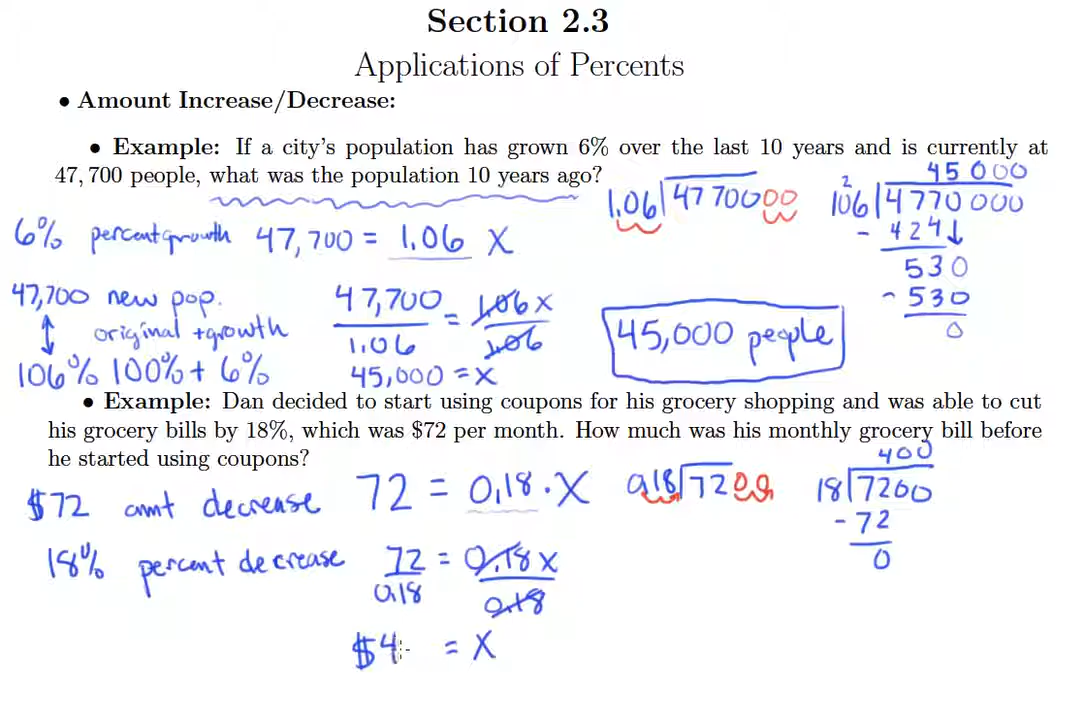 Section 2.3
Applications of Percents
• Amount Increase/Decrease:
• Example: If a city's population has grown 6% over the last 10 years and is currently at
47,700 people, what was the population 10 years ago?
6% percent growth 47,700 = 1.06 X
47,700 new pop.
↕ original + growth
106% 100% + 6%
47,700 = 1.06x
1.06 1.06
45,000 = x
1.06 4770000
2 45 000
106 4770 000
- 424↓
530
- 530
0
45,000 people
• Example: Dan decided to start using coupons for his grocery shopping and was able to cut
his grocery bills by 18%, which was $72 per month. How much was his monthly grocery bill before
he started using coupons?
$72 amt decrease 72 = 0.18 · X
18% percent decrease 72 = 0.18 x
0.18 0.18
$4 = X
0.18 7200
400
18 7200
- 72
0